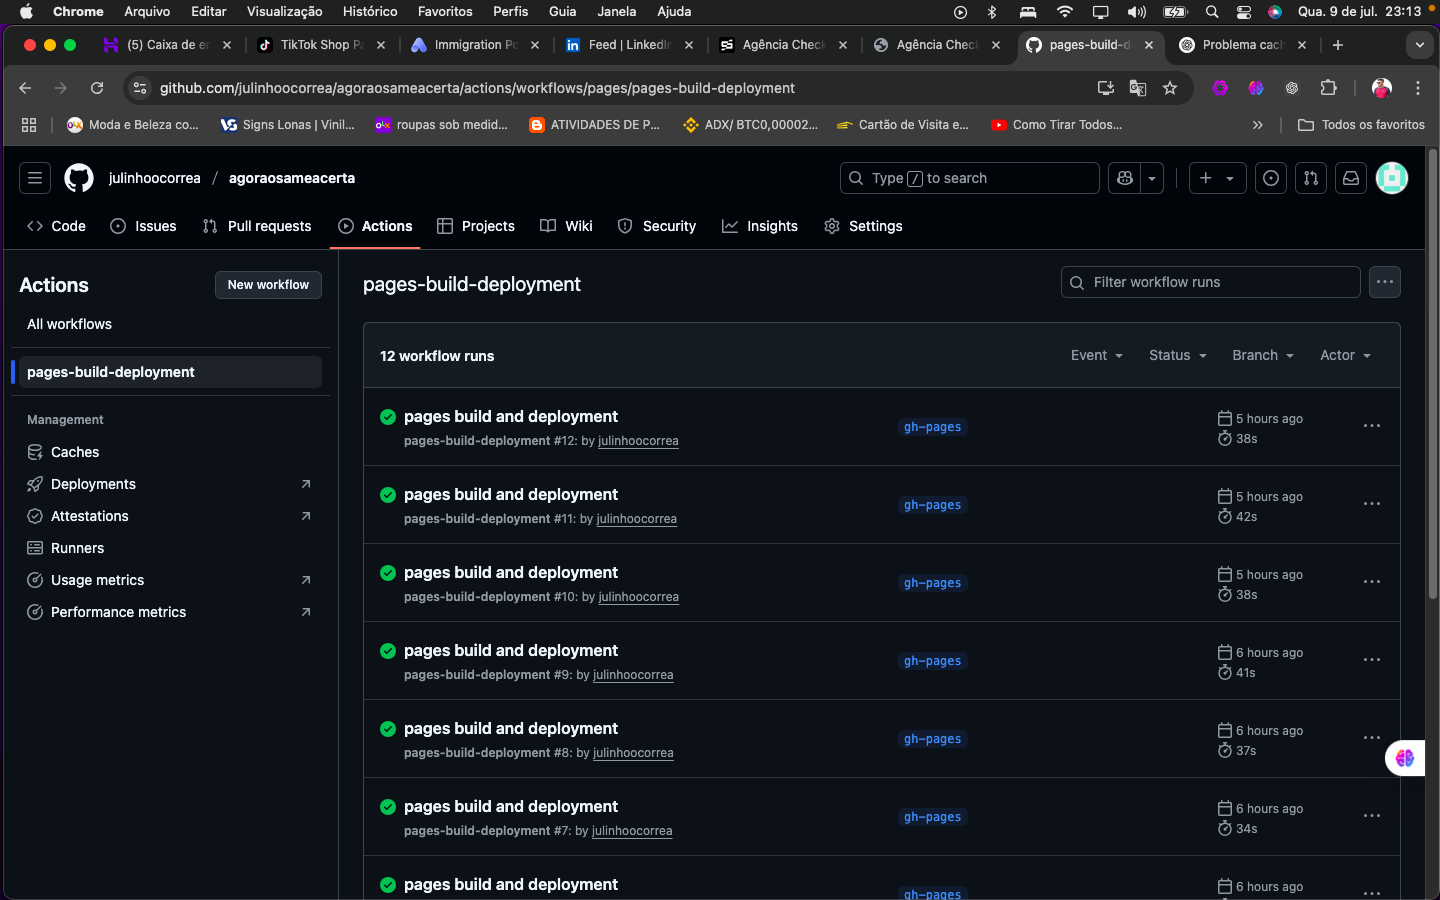 Chrome Arquivo Editar Visualização Histórico Favoritos Perfis Guia Janela Ajuda Qua. 9 de jul. 23:13
(5) Caixa de er TikTok Shop Pa Immigration Po Feed | LinkedIn Agência Check Agência Check pages-build-d Problema cach
github.com/julinhoocorrea/agoraosameacerta/actions/workflows/pages/pages-build-deployment
OLX Moda e Beleza co... VS Signs Lonas | Vinil... OLX roupas sob medid... ATIVIDADES DE P... ADX/ BTC0,00002... Cartão de Visita e... Como Tirar Todos... » Todos os favoritos
julinhoocorrea / agoraosameacerta Type / to search
Code Issues Pull requests Actions Projects Wiki Security Insights Settings
Actions New workflow
All workflows
pages-build-deployment
Management
Caches
Deployments
Attestations
Runners
Usage metrics
Performance metrics
pages-build-deployment Filter workflow runs
12 workflow runs Event Status Branch Actor
pages build and deployment gh-pages 5 hours ago
pages-build-deployment #12: by julinhoocorrea 38s
pages build and deployment gh-pages 5 hours ago
pages-build-deployment #11: by julinhoocorrea 42s
pages build and deployment gh-pages 5 hours ago
pages-build-deployment #10: by julinhoocorrea 38s
pages build and deployment gh-pages 6 hours ago
pages-build-deployment #9: by julinhoocorrea 41s
pages build and deployment gh-pages 6 hours ago
pages-build-deployment #8: by julinhoocorrea 37s
pages build and deployment gh-pages 6 hours ago
pages-build-deployment #7: by julinhoocorrea 34s
pages build and deployment gh-pages 6 hours ago